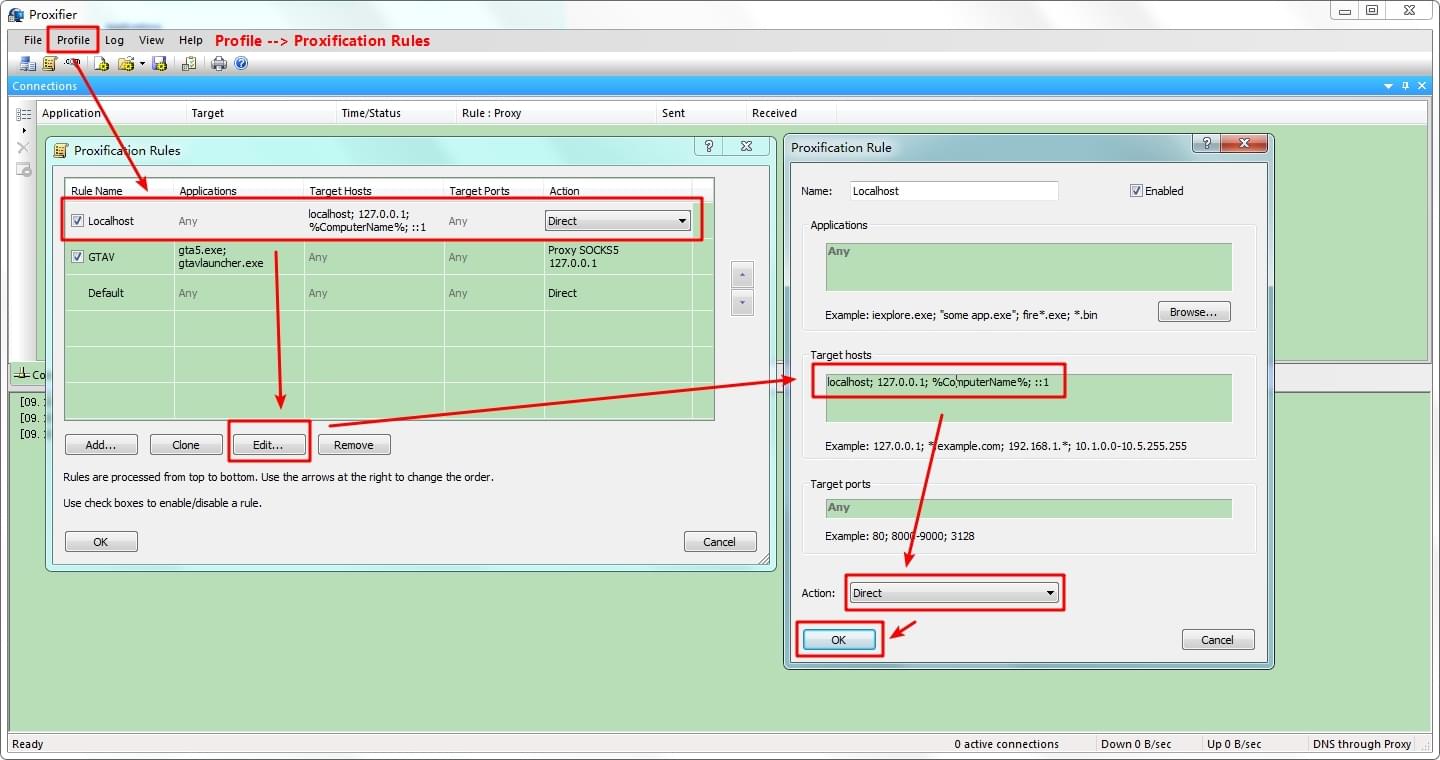 Proxifier
File Profile Log View Help Profile --> Proxification Rules
.com
Connections
Application Target Time/Status Rule : Proxy Sent Received
Proxification Rules
Rule Name Applications Target Hosts Target Ports Action
Localhost Any localhost; 127.0.0.1; Any Direct
%ComputerName%; ::1
GTAV gta5.exe; Any Any Proxy SOCKS5
gtavlauncher.exe 127.0.0.1
Default Any Any Any Direct
Add... Clone Edit... Remove
Rules are processed from top to bottom. Use the arrows at the right to change the order.
Use check boxes to enable/disable a rule.
OK Cancel
Co
[09.
[09.
[09.
Proxification Rule
Name: Localhost Enabled
Applications
Any
Example: iexplore.exe; "some app.exe"; fire*.exe; *.bin Browse...
Target hosts
localhost; 127.0.0.1; %ComputerName%; ::1
Example: 127.0.0.1; *.example.com; 192.168.1.*; 10.1.0.0-10.5.255.255
Target ports
Any
Example: 80; 8000-9000; 3128
Action: Direct
OK Cancel
Ready 0 active connections Down 0 B/sec Up 0 B/sec DNS through Proxy